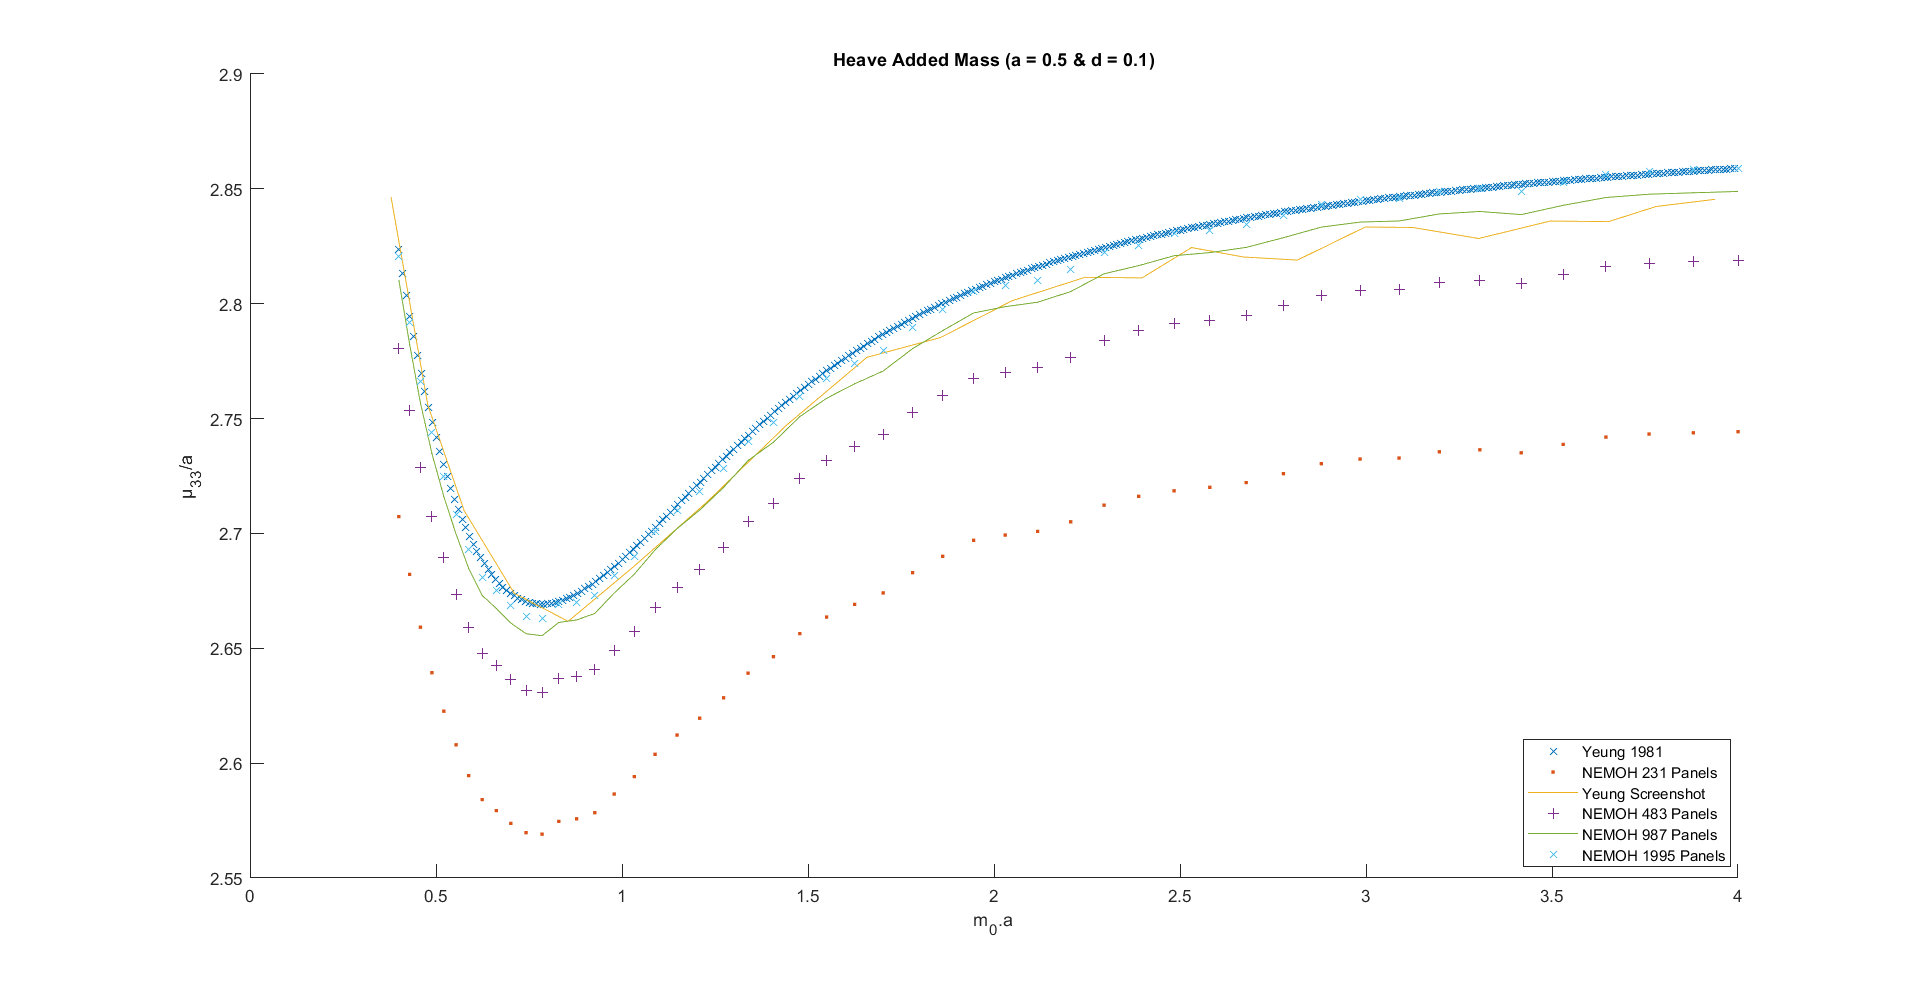 Heave Added Mass (a = 0.5 & d = 0.1)
2.9
2.85
2.8
2.75
2.7
2.65
2.6
2.55
μ33/a
0 0.5 1 1.5 2 2.5 3 3.5 4
m0.a
Yeung 1981
NEMOH 231 Panels
Yeung Screenshot
NEMOH 483 Panels
NEMOH 987 Panels
NEMOH 1995 Panels